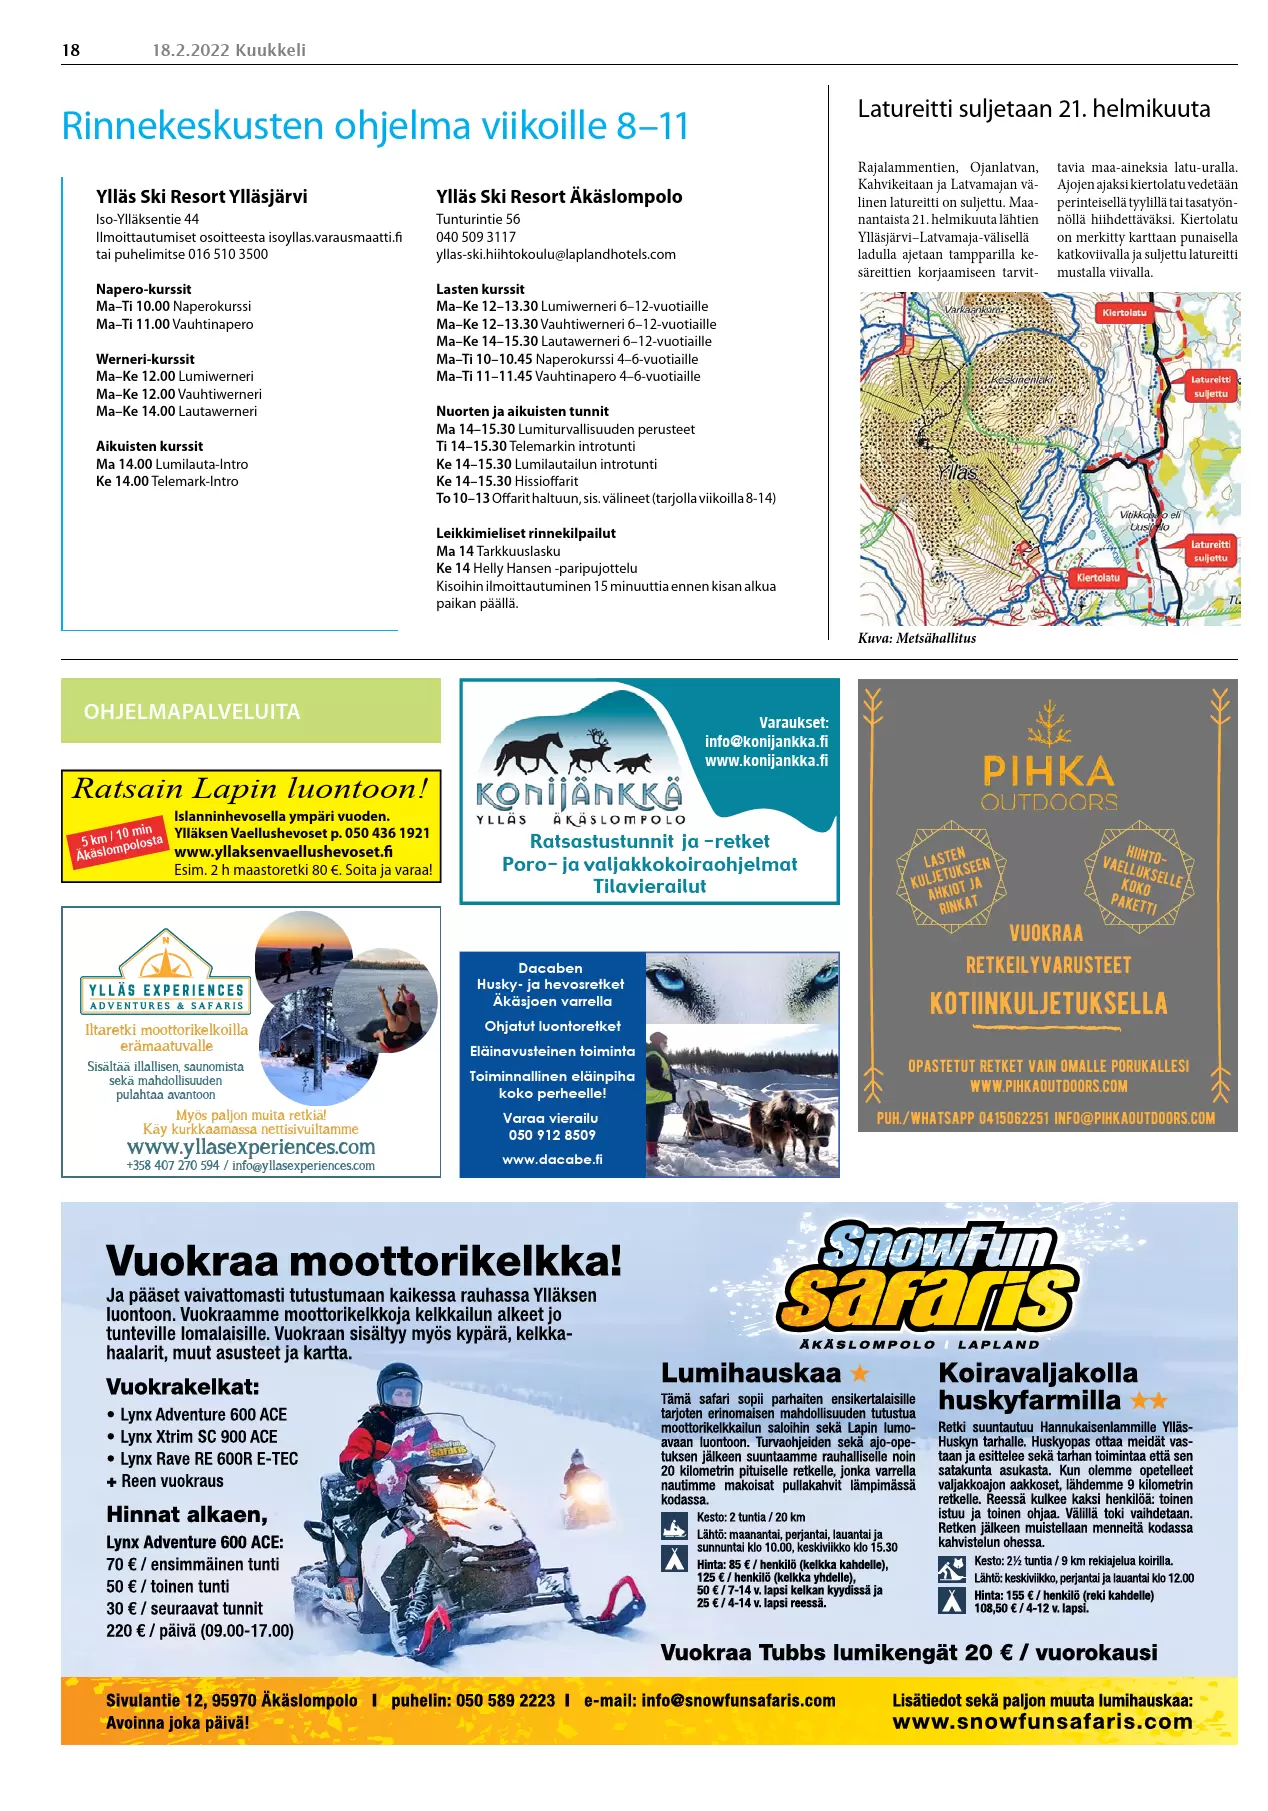 18
18.2.2022 Kuukkeli
Rinnekeskusten ohjelma viikoille 8–11
Ylläs Ski Resort Ylläsjärvi
Iso-Ylläksentie 44
Ilmoittautumiset osoitteesta isoyllas.varausmaatti.fi
tai puhelimitse 016 510 3500
Napero-kurssit
Ma–Ti 10.00 Naperokurssi
Ma–Ti 11.00 Vauhtinapero
Werneri-kurssit
Ma–Ke 12.00 Lumiwerneri
Ma–Ke 12.00 Vauhtiwerneri
Ma–Ke 14.00 Lautawerneri
Aikuisten kurssit
Ma 14.00 Lumilauta-Intro
Ke 14.00 Telemark-Intro
Ylläs Ski Resort Äkäslompolo
Tunturintie 56
040 509 3117
yllas-ski.hiihtokoulu@laplandhotels.com
Lasten kurssit
Ma–Ke 12–13.30 Lumiwerneri 6–12-vuotiaille
Ma–Ke 12–13.30 Vauhtiwerneri 6–12-vuotiaille
Ma–Ke 14–15.30 Lautawerneri 6–12-vuotiaille
Ma–Ti 10–10.45 Naperokurssi 4–6-vuotiaille
Ma–Ti 11–11.45 Vauhtinapero 4–6-vuotiaille
Nuorten ja aikuisten tunnit
Ma 14–15.30 Lumiturvallisuuden perusteet
Ti 14–15.30 Telemarkin introtunti
Ke 14–15.30 Lumilautailun introtunti
Ke 14–15.30 Hissioffarit
To 10–13 Offarit haltuun, sis. välineet (tarjolla viikoilla 8-14)
Leikkimieliset rinnekilpailut
Ma 14 Tarkkuuslasku
Ke 14 Helly Hansen -paripujottelu
Kisoihin ilmoittautuminen 15 minuuttia ennen kisan alkua
paikan päällä.
Latureitti suljetaan 21. helmikuuta
Rajalammentien, Ojanlatvan,
Kahvikeitaan ja Latvamajan vä-
linen latureitti on suljettu. Maa-
nantaista 21. helmikuuta lähtien
Ylläsjärvi–Latvamaja-välisellä
ladulla ajetaan tampparilla ke-
säreittien korjaamiseen tarvit-
tavia maa-aineksia latu-uralla.
Ajojen ajaksi kiertolatu vedetään
perinteisellä tyylillä tai tasatyön-
nöllä hiihdettäväksi. Kiertolatu
on merkitty karttaan punaisella
katkoviivalla ja suljettu latureitti
mustalla viivalla.
Varkaankuru
Kiertolatu
Keskinenlaki
Latureitti
suljettu
Ylläs
Vitikkopalo eli
Latureitti
suljettu
Kiertolatu
Kuva: Metsähallitus
OHJELMAPALVELUITA
Ratsain Lapin luontoon!
5 km / 10 min
Äkäslompolosta
Islanninhevosella ympäri vuoden.
Ylläksen Vaellushevoset p. 050 436 1921
www.yllaksenvaellushevoset.fi
Esim. 2 h maastoretki 80 €. Soita ja varaa!
N
YLLÄS EXPERIENCES
ADVENTURES & SAFARIS
Iltaretki moottorikelkoilla
erämaatuvalle
Sisältää illallisen, saunomista
sekä mahdollisuuden
pulahtaa avantoon
Myös paljon muita retkiä!
Käy kurkkaamassa nettisivuiltamme
www.yllasexperiences.com
+358 407 270 594 / info@yllasexperiences.com
Varaukset:
info@konijankka.fi
www.konijankka.fi
KONIJÄNKKÄ
YLLÄS ÄKÄSLOMPOLO
Ratsastustunnit ja -retket
Poro- ja valjakkokoiraohjelmat
Tilavierailut
Dacaben
Husky- ja hevosretket
Äkäsjoen varrella
Ohjatut luontoretket
Eläinavusteinen toiminta
Toiminnallinen eläinpiha
koko perheelle!
Varaa vierailu
050 912 8509
www.dacabe.fi
PIHKA
OUTDOORS
LASTEN
KULJETUKSEEN
AHKIOT JA
RINKAT
HIIHTO-
VAELLUKSELLE
KOKO
PAKETTI
VUOKRAA
RETKEILYVARUSTEET
KOTIINKULJETUKSELLA
OPASTETUT RETKET VAIN OMALLE PORUKALLESI
WWW.PIHKAOUTDOORS.COM
PUH./WHATSAPP 0415062251 INFO@PIHKAOUTDOORS.COM
Vuokraa moottorikelkka!
Ja pääset vaivattomasti tutustumaan kaikessa rauhassa Ylläksen
luontoon. Vuokraamme moottorikelkkoja kelkkailun alkeet jo
tunteville lomalaisille. Vuokraan sisältyy myös kypärä, kelkka-
haalarit, muut asusteet ja kartta.
Vuokrakelkat:
• Lynx Adventure 600 ACE
• Lynx Xtrim SC 900 ACE
• Lynx Rave RE 600R E-TEC
+ Reen vuokraus
Hinnat alkaen,
Lynx Adventure 600 ACE:
70 € / ensimmäinen tunti
50 € / toinen tunti
30 € / seuraavat tunnit
220 € / päivä (09.00-17.00)
SnowFun
safaris
ÄKÄSLOMPOLO I LAPLAND
Lumihauskaa
Tämä safari sopii parhaiten ensikertalaisille
tarjoten erinomaisen mahdollisuuden tutustua
moottorikelkkailun saloihin sekä Lapin lumo-
avaan luontoon. Turvaohjeiden sekä ajo-ope-
tuksen jälkeen suuntaamme rauhalliselle noin
20 kilometrin pituiselle retkelle, jonka varrella
nautimme makoisat pullakahvit lämpimässä
kodassa.
Kesto: 2 tuntia / 20 km
Lähtö: maanantai, perjantai, lauantai ja
sunnuntai klo 10.00, keskiviikko klo 15.30
Hinta: 85 € / henkilö (kelkka kahdelle),
125 € / henkilö (kelkka yhdelle),
50 € / 7-14 v. lapsi kelkan kyydissä ja
25 € / 4-14 v. lapsi reessä.
Koiravaljakolla
huskyfarmilla
Retki suuntautuu Hannukaisenlammille Ylläs-
Huskyn tarhalle. Huskyopas ottaa meidät vas-
taan ja esittelee sekä tarhan toimintaa että sen
satakunta asukasta. Kun olemme opetelleet
valjakkoajon aakkoset, lähdemme 9 kilometrin
retkelle. Reessä kulkee kaksi henkilöä: toinen
istuu ja toinen ohjaa. Välillä toki vaihdetaan.
Retken jälkeen muistellaan menneitä kodassa
kahvistelun ohessa.
Kesto: 2½ tuntia / 9 km rekiajelua koirilla.
Lähtö: keskiviikko, perjantai ja lauantai klo 12.00
Hinta: 155 € / henkilö (reki kahdelle)
108,50 € / 4-12 v. lapsi.
Vuokraa Tubbs lumikengät 20 € / vuorokausi
Sivulantie 12, 95970 Äkäslompolo I puhelin: 050 589 2223 I e-mail: info@snowfunsafaris.com
Avoinna joka päivä!
Lisätiedot sekä paljon muuta lumihauskaa:
www.snowfunsafaris.com